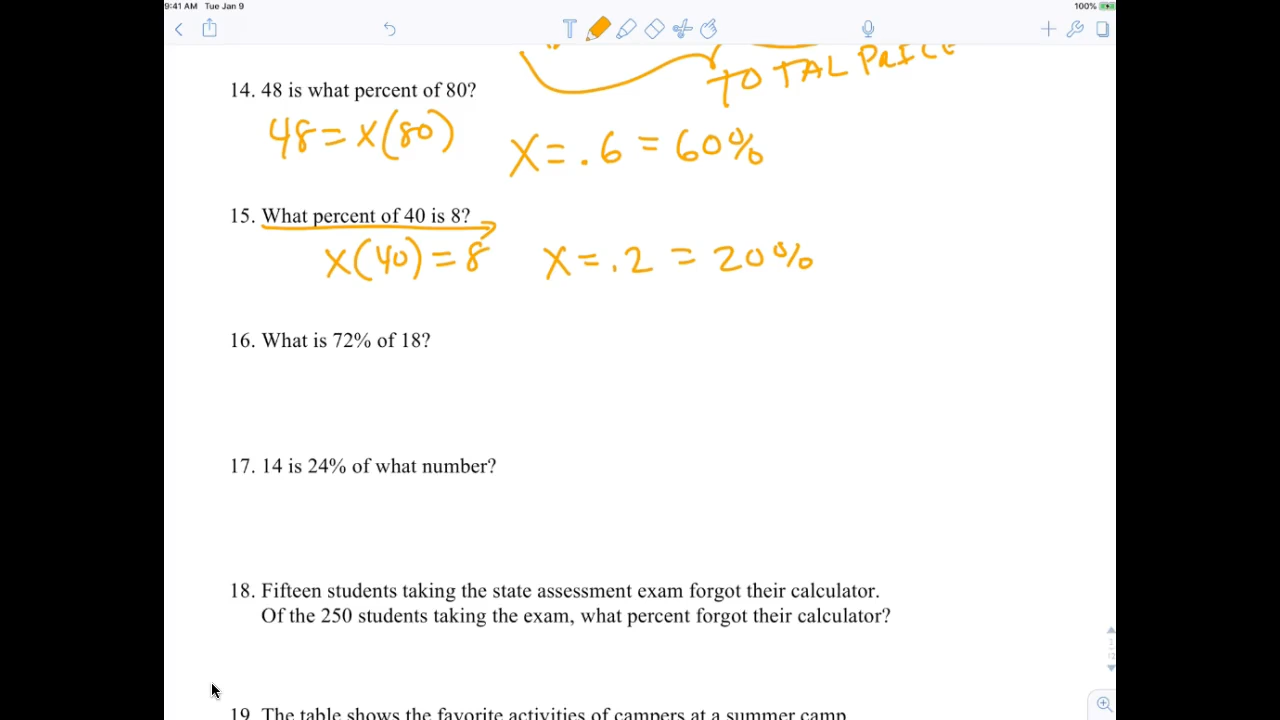 9:41 AM Tue Jan 9
100%
T
TOTAL PRICE
14. 48 is what percent of 80?
48 = x(80) x = .6 = 60%
15. What percent of 40 is 8?
x(40) = 8 x = .2 = 20%
16. What is 72% of 18?
17. 14 is 24% of what number?
18. Fifteen students taking the state assessment exam forgot their calculator.
Of the 250 students taking the exam, what percent forgot their calculator?
19. The table shows the favorite activities of campers at a summer camp